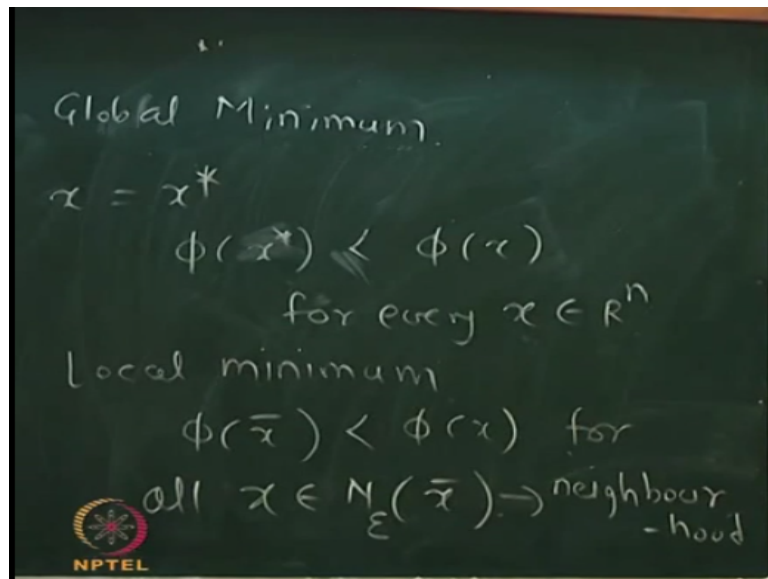 Global Minimum.
x = x*
ϕ(x*) < ϕ(x)
for every x ∈ Rⁿ
Local minimum
ϕ(x̄) < ϕ(x) for
all x ∈ N_ε(x̄) → neighbour
-hood
NPTEL